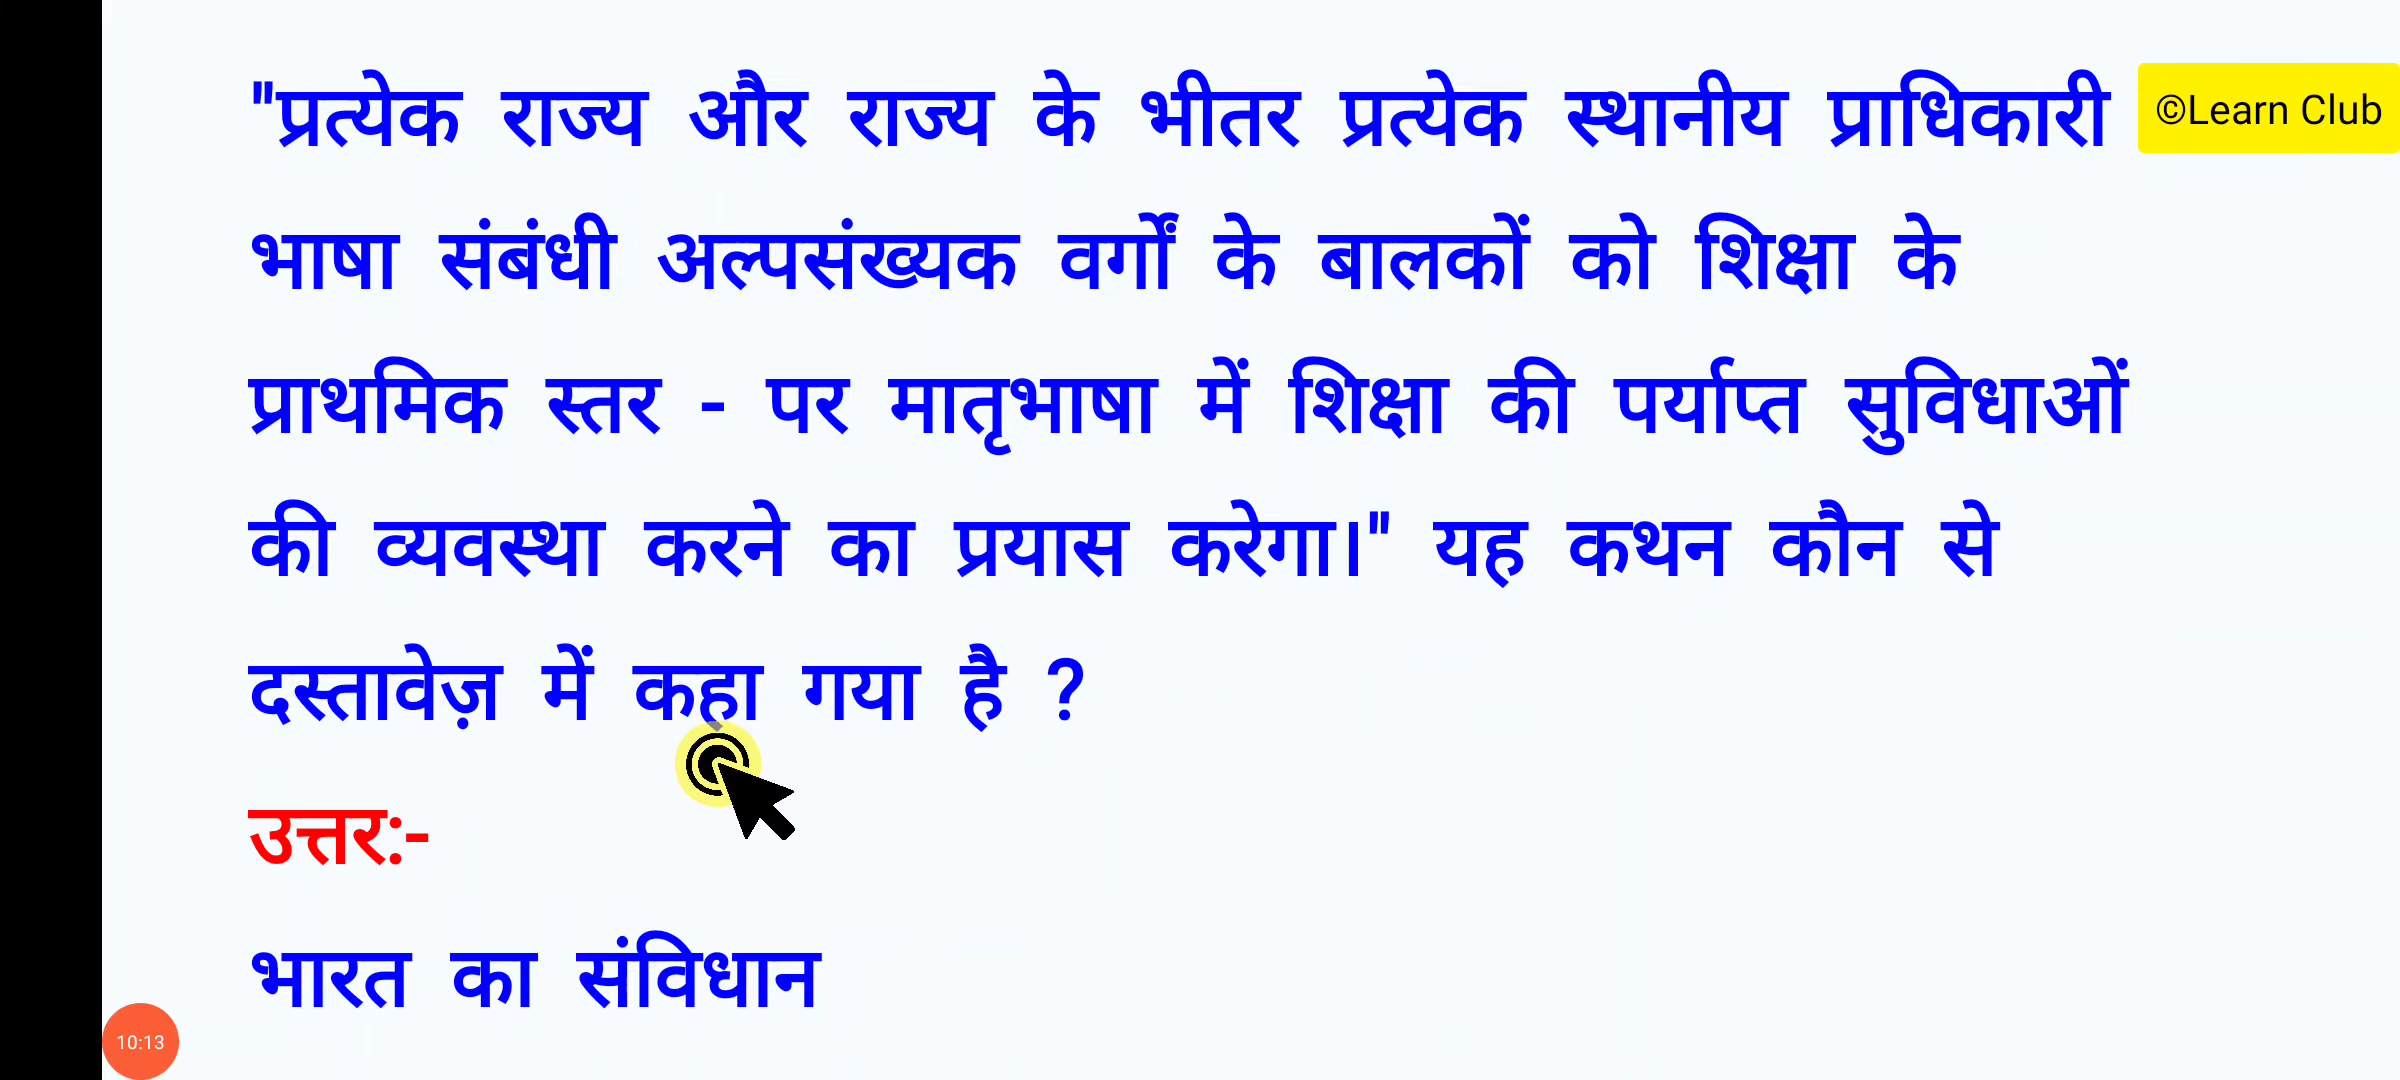 "प्रत्येक राज्य और राज्य के भीतर प्रत्येक स्थानीय प्राधिकारी
©Learn Club
भाषा संबंधी अल्पसंख्यक वर्गों के बालकों को शिक्षा के
प्राथमिक स्तर - पर मातृभाषा में शिक्षा की पर्याप्त सुविधाओं
की व्यवस्था करने का प्रयास करेगा।" यह कथन कौन से
दस्तावेज़ में कहा गया है ?
उत्तर:-
भारत का संविधान
10:13